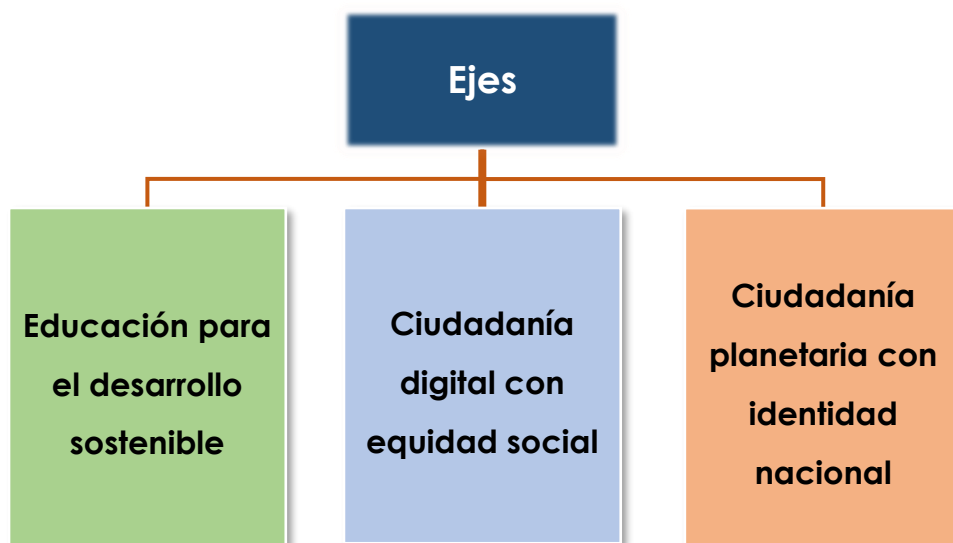 Ejes
Educación para
el desarrollo
sostenible
Ciudadanía
digital con
equidad social
Ciudadanía
planetaria con
identidad
nacional